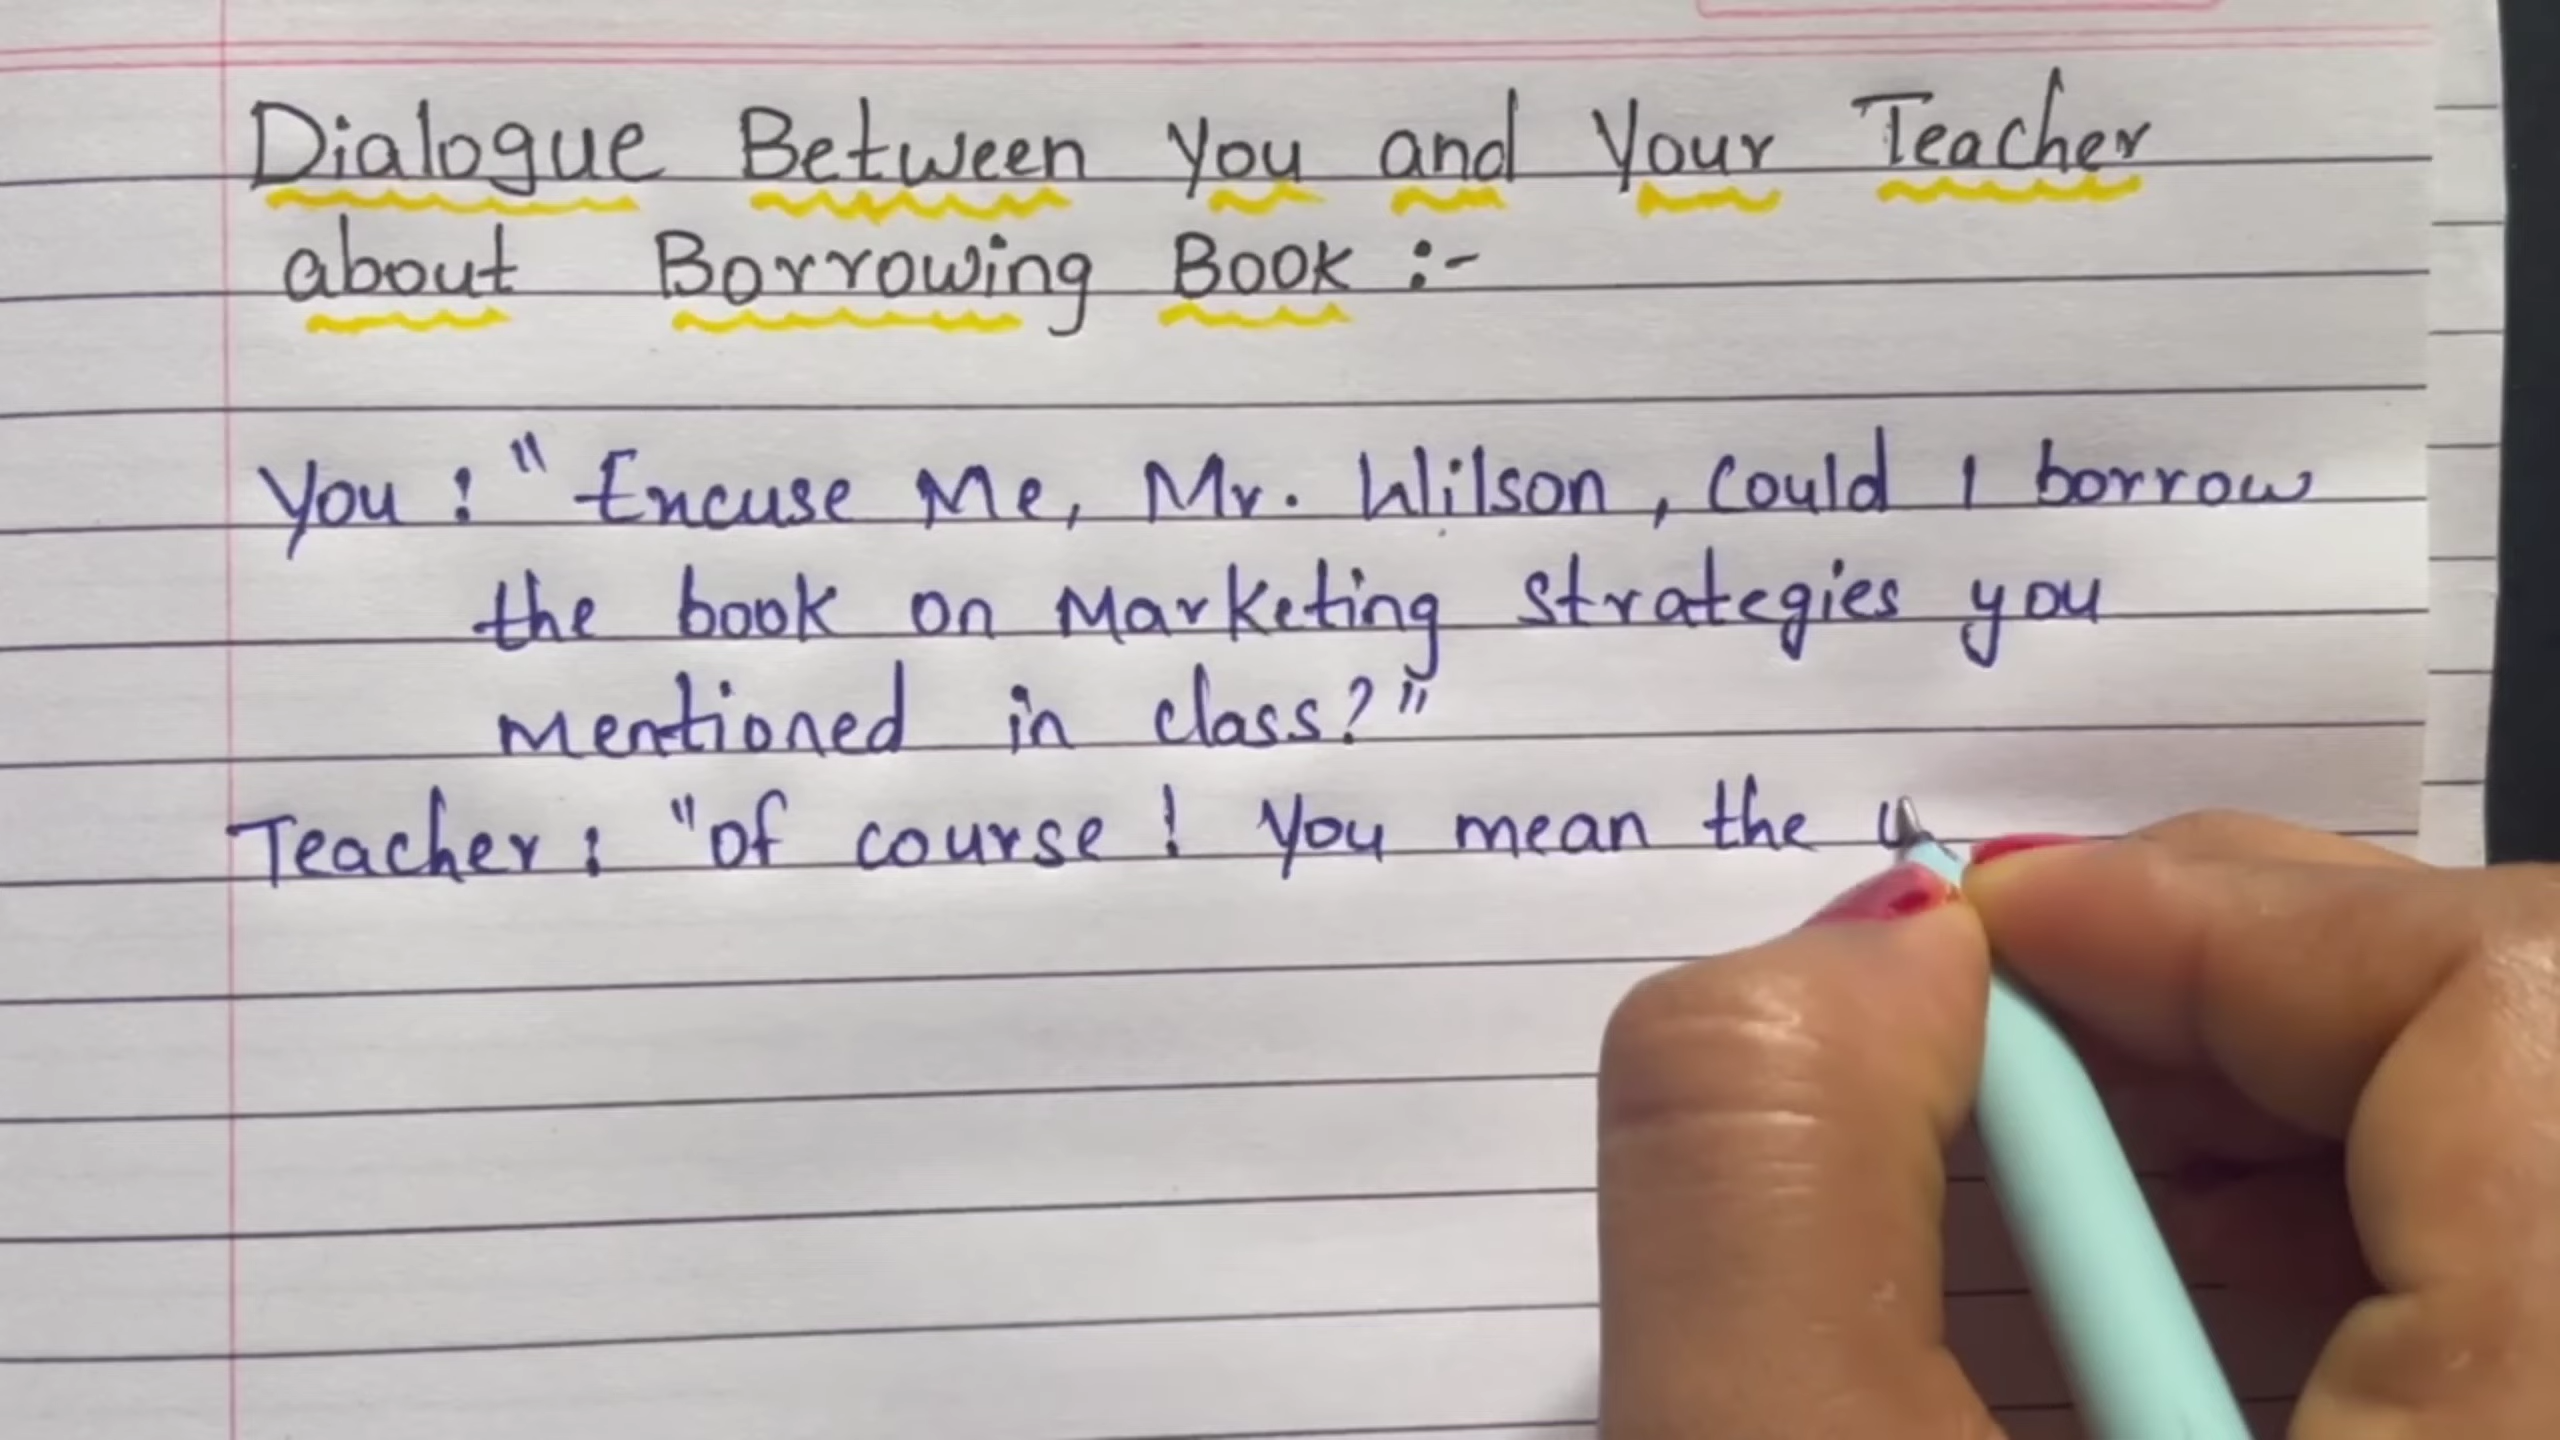 Dialogue Between you and Your Teacher
about Borrowing Book :-
You : " Encuse Me, Mr. Wilson, Could I borrow
the book on Marketing strategies you
mentioned in class? "
Teacher : " of course ! You mean the